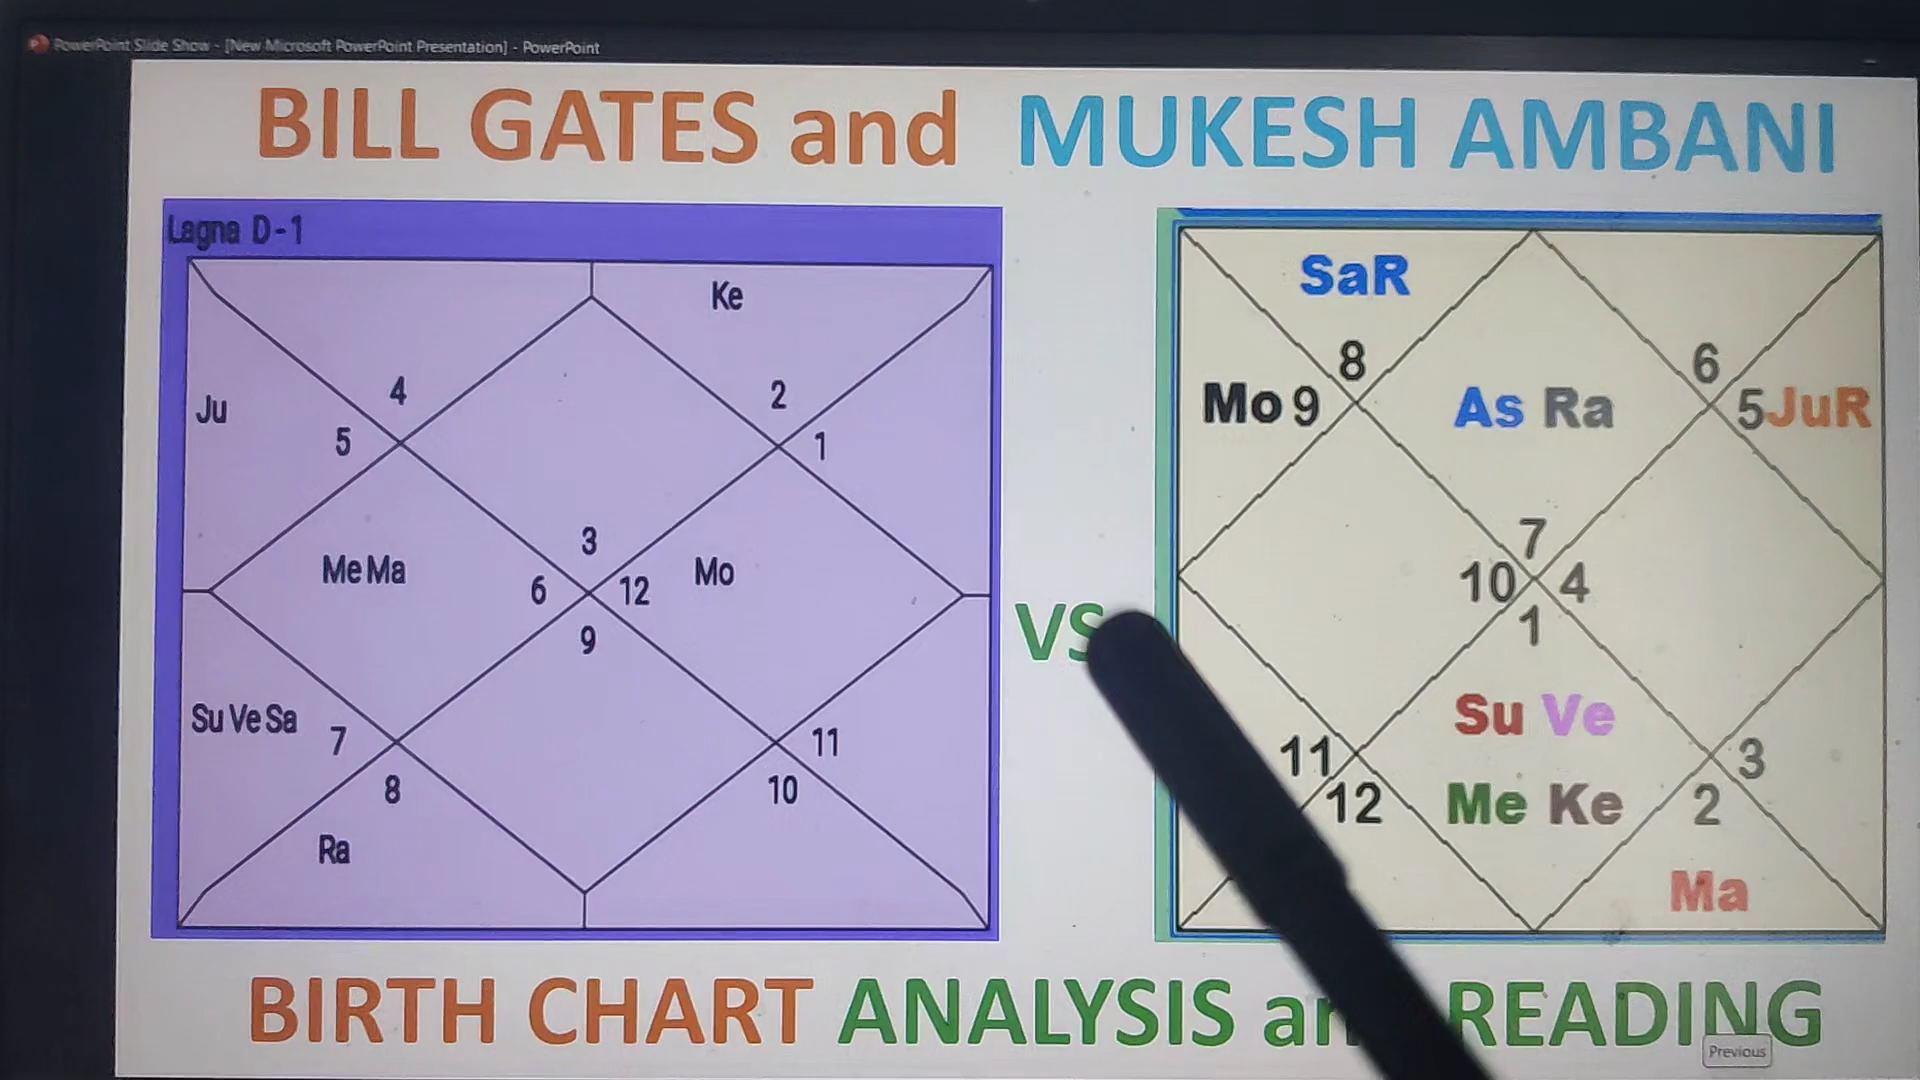 PowerPoint Slide Show - [New Microsoft PowerPoint Presentation] - PowerPoint
BILL GATES and MUKESH AMBANI
Lagna D-1
Ke
Ju
4
2
5
1
Me Ma
3
6
12
Mo
9
Su Ve Sa
7
11
8
10
Ra
VS
SaR
8
6
Mo 9
As Ra
5 JuR
7
10
4
1
Su Ve
11
3
12
Me Ke
2
Ma
BIRTH CHART ANALYSIS READING
Previous